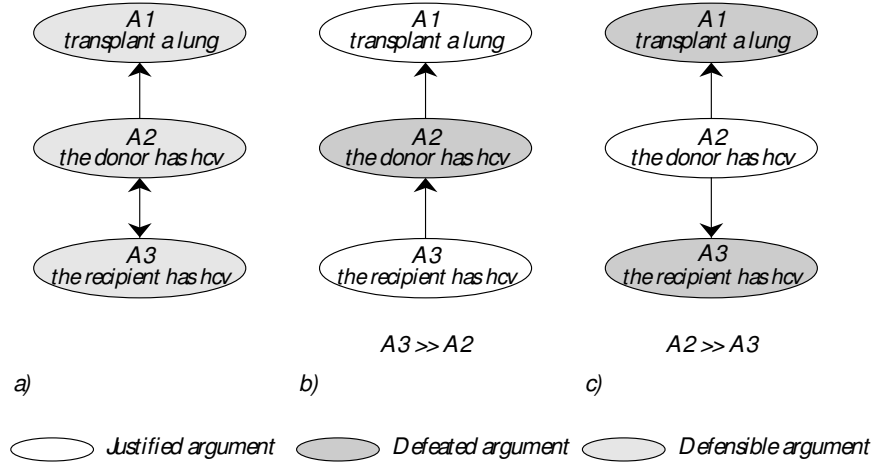 A1
transplant a lung
A2
the donor has hcv
A3
the recipient has hcv
a)
A1
transplant a lung
A2
the donor has hcv
A3
the recipient has hcv
A3 >> A2
b)
A1
transplant a lung
A2
the donor has hcv
A3
the recipient has hcv
A2 >> A3
c)
Justified argument
Defeated argument
Defensible argument